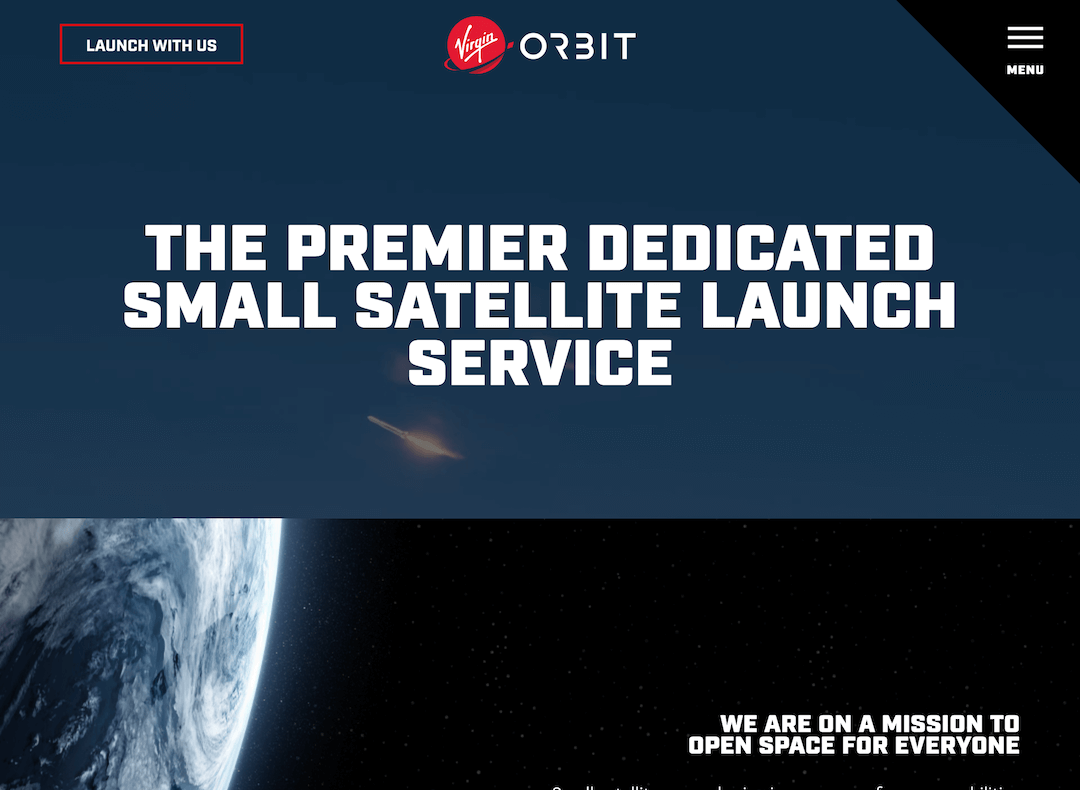 LAUNCH WITH US
Virgin ORBIT
MENU
THE PREMIER DEDICATED
SMALL SATELLITE LAUNCH
SERVICE
WE ARE ON A MISSION TO
OPEN SPACE FOR EVERYONE